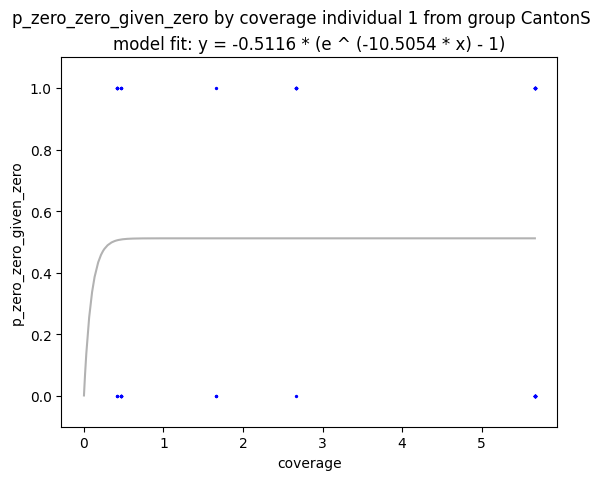 p_zero_zero_given_zero by coverage individual 1 from group CantonS
model fit: y = -0.5116 * (e ^ (-10.5054 * x) - 1)
p_zero_zero_given_zero
1.0
0.8
0.6
0.4
0.2
0.0
0 1 2 3 4 5
coverage